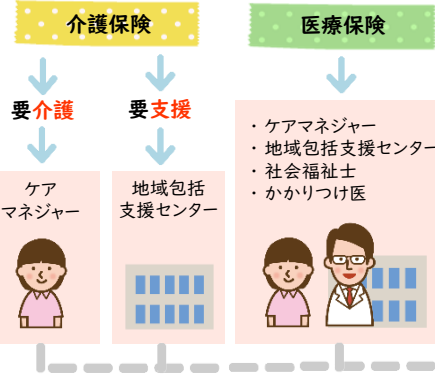 介護保険
医療保険
要介護
要支援
ケア
マネジャー
地域包括
支援センター
・ケアマネジャー
・地域包括支援センター
・社会福祉士
・かかりつけ医